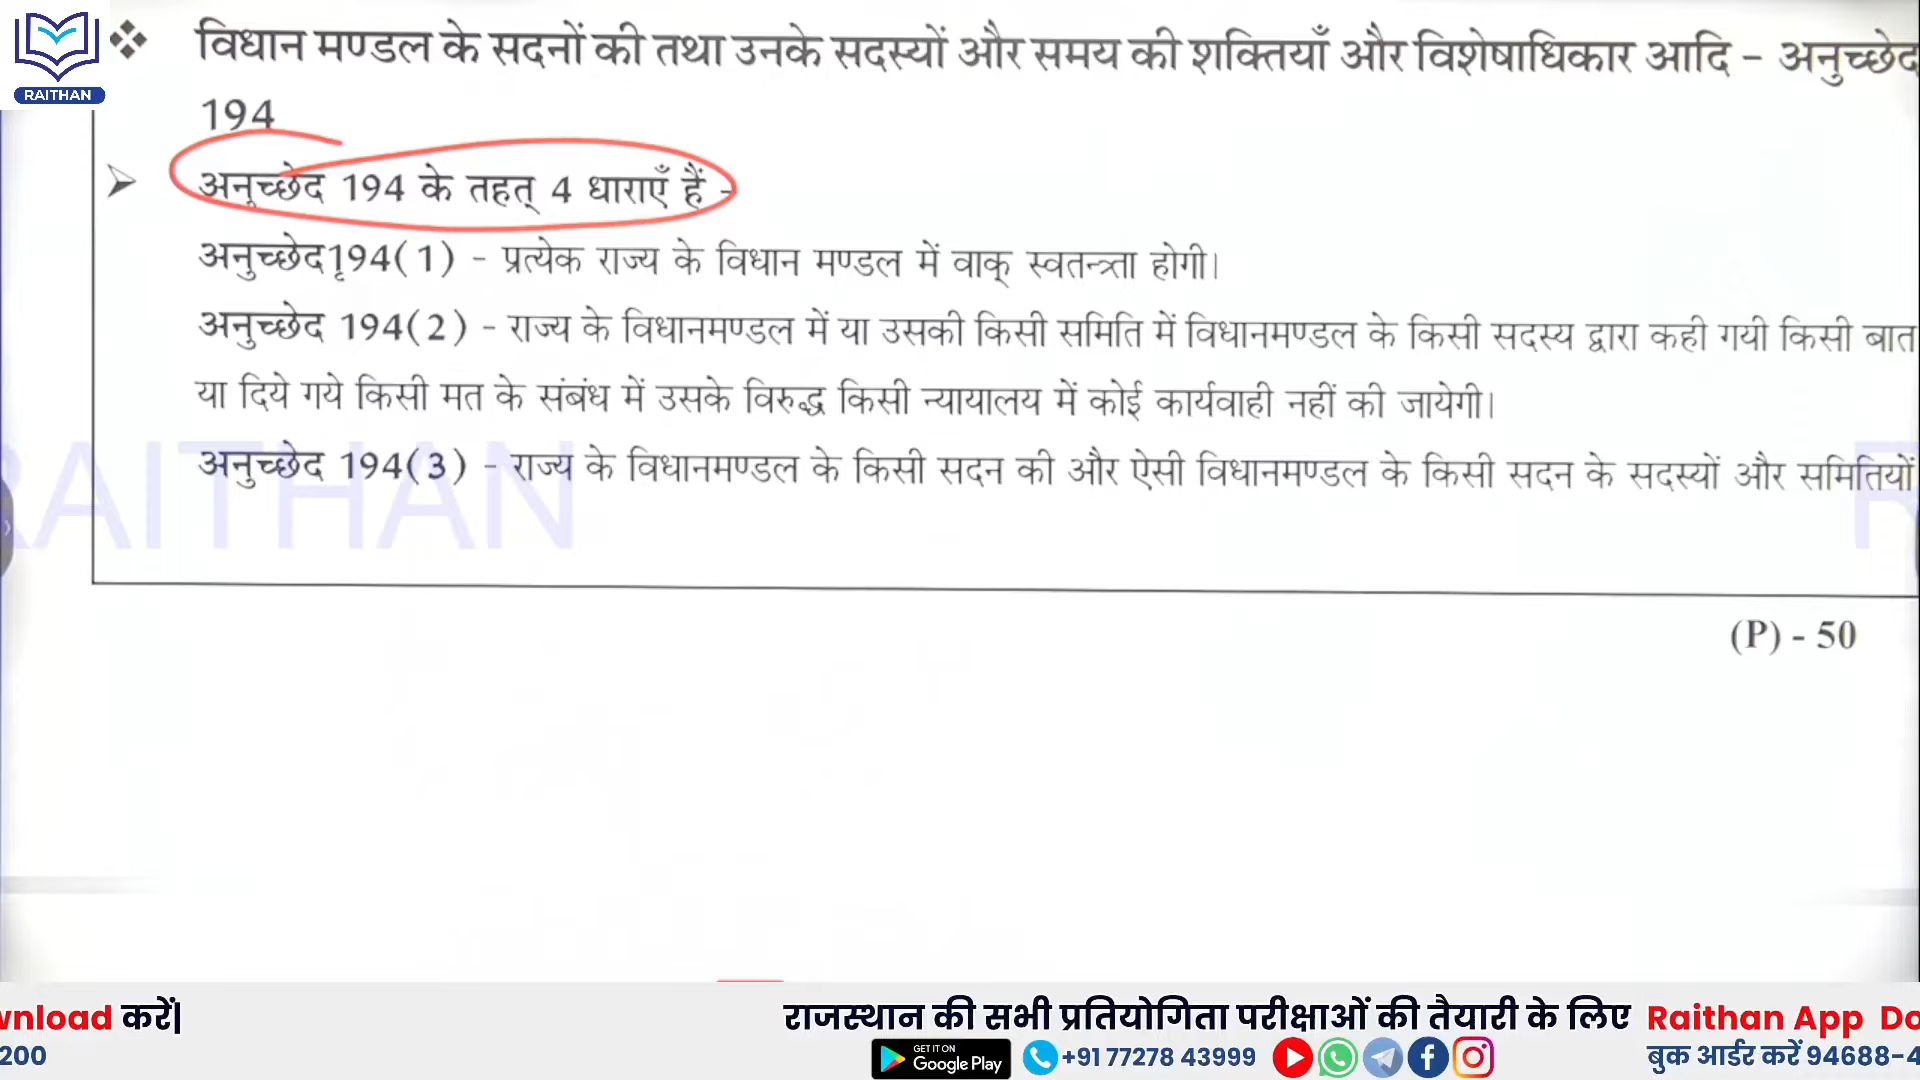 RAITHAN
❖ विधान मण्डल के सदनों की तथा उनके सदस्यों और समय की शक्तियाँ और विशेषाधिकार आदि – अनुच्छेद
194
➢ अनुच्छेद 194 के तहत् 4 धाराएँ हैं -
अनुच्छेद194(1) - प्रत्येक राज्य के विधान मण्डल में वाक् स्वतन्त्रता होगी।
अनुच्छेद 194(2) - राज्य के विधानमण्डल में या उसकी किसी समिति में विधानमण्डल के किसी सदस्य द्वारा कही गयी किसी बात
या दिये गये किसी मत के संबंध में उसके विरुद्ध किसी न्यायालय में कोई कार्यवाही नहीं की जायेगी।
अनुच्छेद 194(3) - राज्य के विधानमण्डल के किसी सदन की और ऐसी विधानमण्डल के किसी सदन के सदस्यों और समितियों
RAITHAN
(P) - 50
wnload करें| राजस्थान की सभी प्रतियोगिता परीक्षाओं की तैयारी के लिए Raithan App Do
200 GET IT ON Google Play +91 77278 43999 बुक आर्डर करें 94688-4